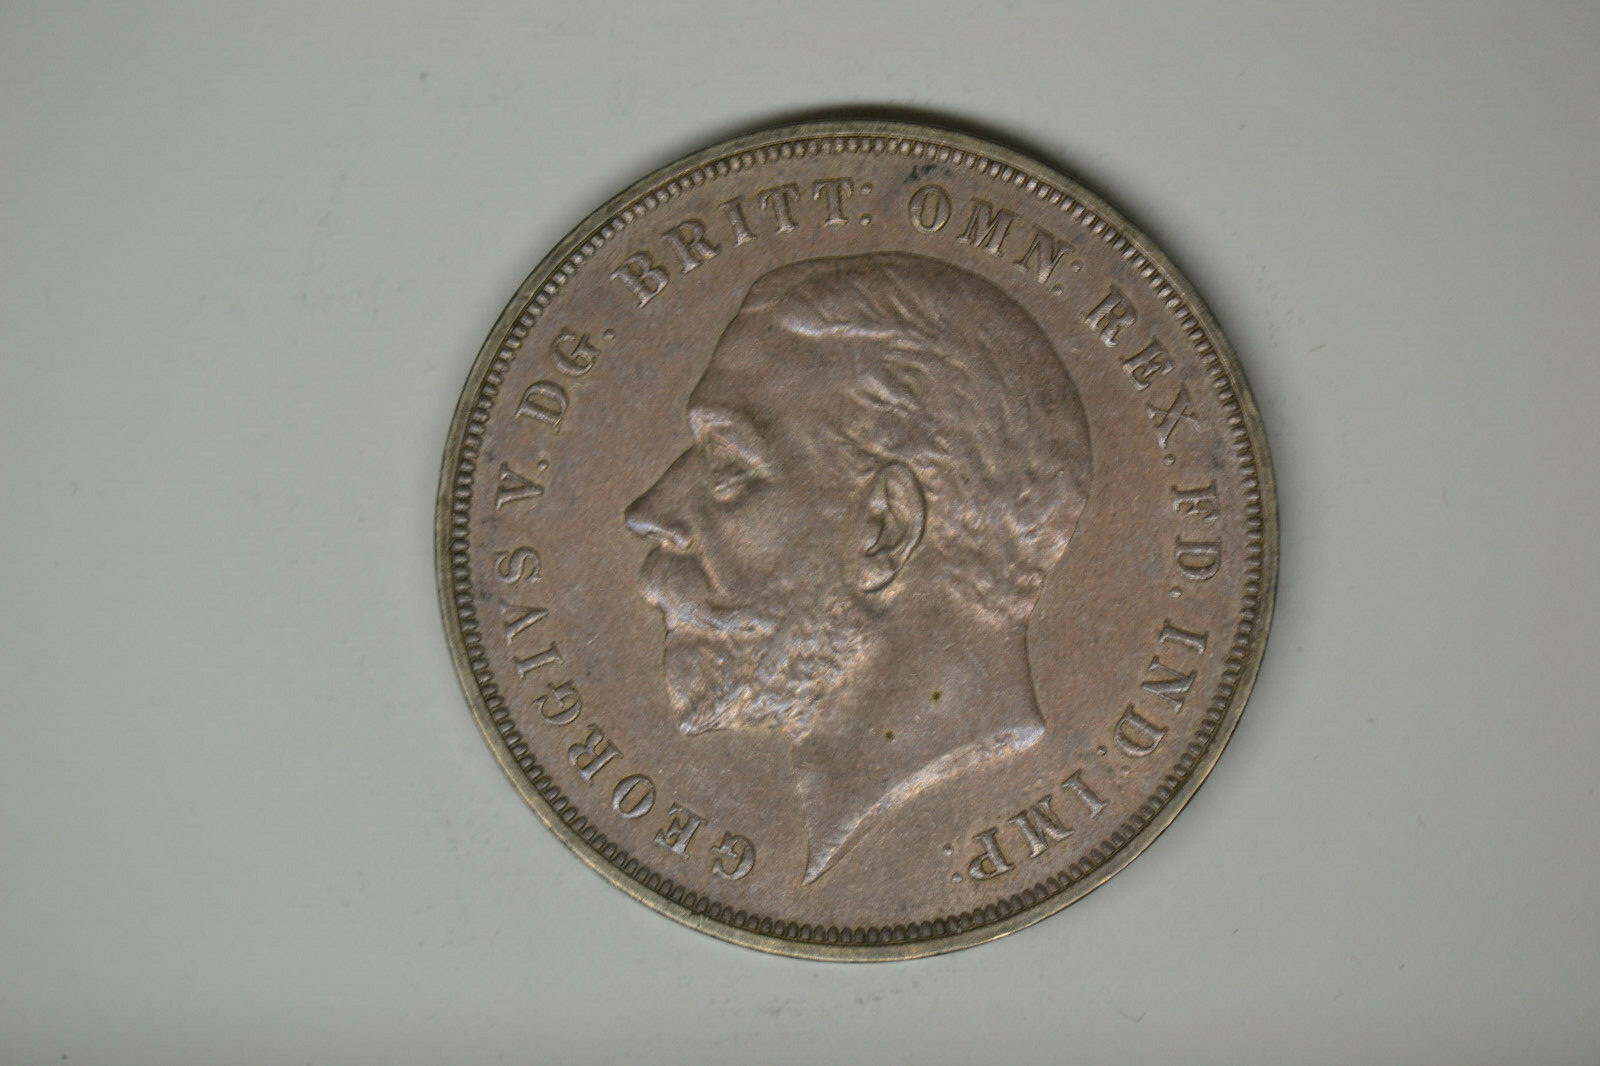 GEORGIVS V. DG. BRITT: OMN: REX. FD. IND: IMP: